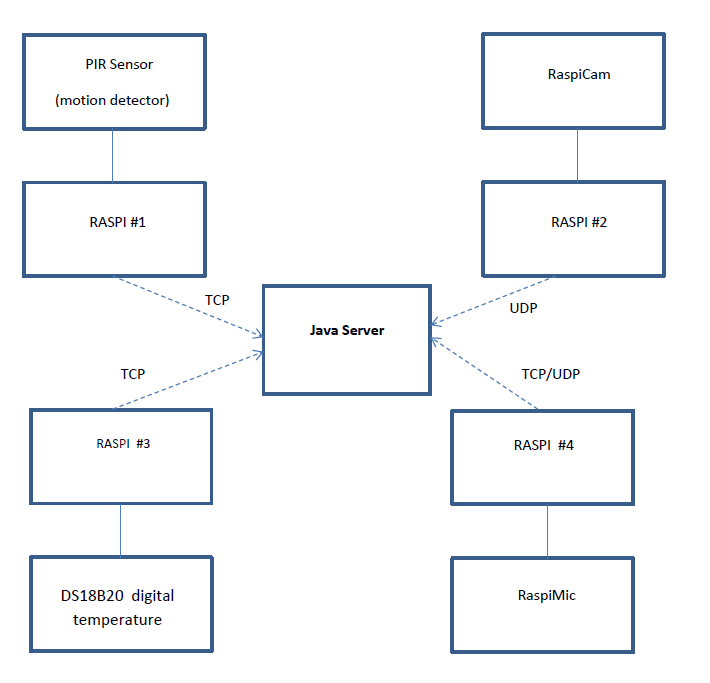 PIR Sensor
(motion detector)
RaspiCam
RASPI #1
RASPI #2
TCP
UDP
Java Server
TCP
TCP/UDP
RASPI  #3
RASPI  #4
DS18B20  digital
temperature
RaspiMic